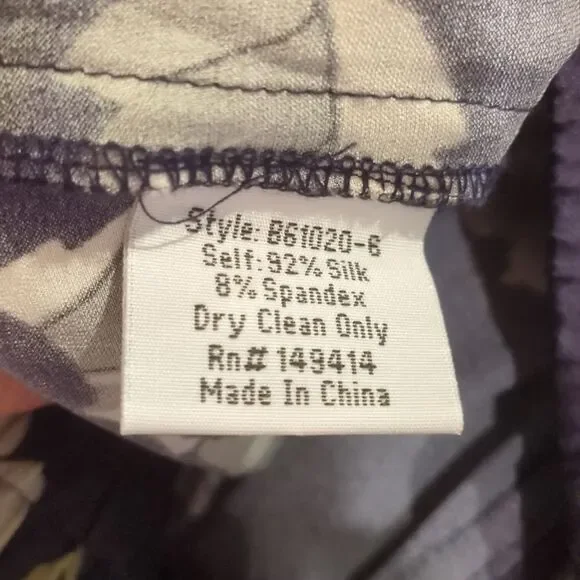 Style: B61020-6
Self: 92% Silk
8% Spandex
Dry Clean Only
Rn# 149414
Made In China